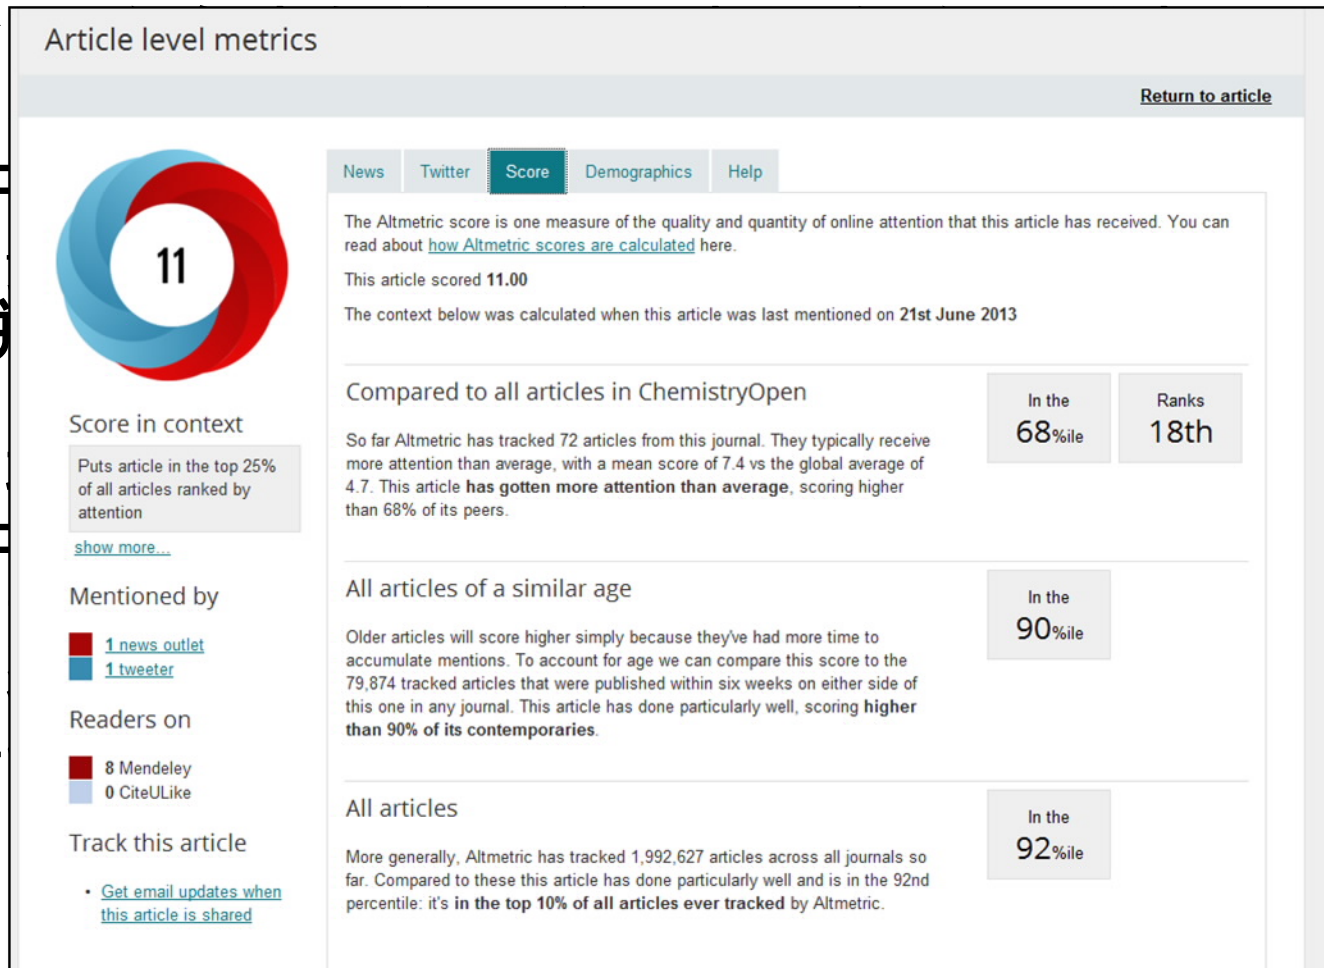 Article level metrics
Return to article
News
Twitter
Score
Demographics
Help
11
The Altmetric score is one measure of the quality and quantity of online attention that this article has received. You can
read about how Altmetric scores are calculated here.
This article scored 11.00
The context below was calculated when this article was last mentioned on 21st June 2013
Score in context
Puts article in the top 25%
of all articles ranked by
attention
show more...
Mentioned by
1 news outlet
1 tweeter
Readers on
8 Mendeley
0 CiteULike
Track this article
• Get email updates when
this article is shared
Compared to all articles in ChemistryOpen
So far Altmetric has tracked 72 articles from this journal. They typically receive
more attention than average, with a mean score of 7.4 vs the global average of
4.7. This article has gotten more attention than average, scoring higher
than 68% of its peers.
In the
68%ile
Ranks
18th
All articles of a similar age
Older articles will score higher simply because they've had more time to
accumulate mentions. To account for age we can compare this score to the
79,874 tracked articles that were published within six weeks on either side of
this one in any journal. This article has done particularly well, scoring higher
than 90% of its contemporaries.
In the
90%ile
All articles
More generally, Altmetric has tracked 1,992,627 articles across all journals so
far. Compared to these this article has done particularly well and is in the 92nd
percentile: it's in the top 10% of all articles ever tracked by Altmetric.
In the
92%ile